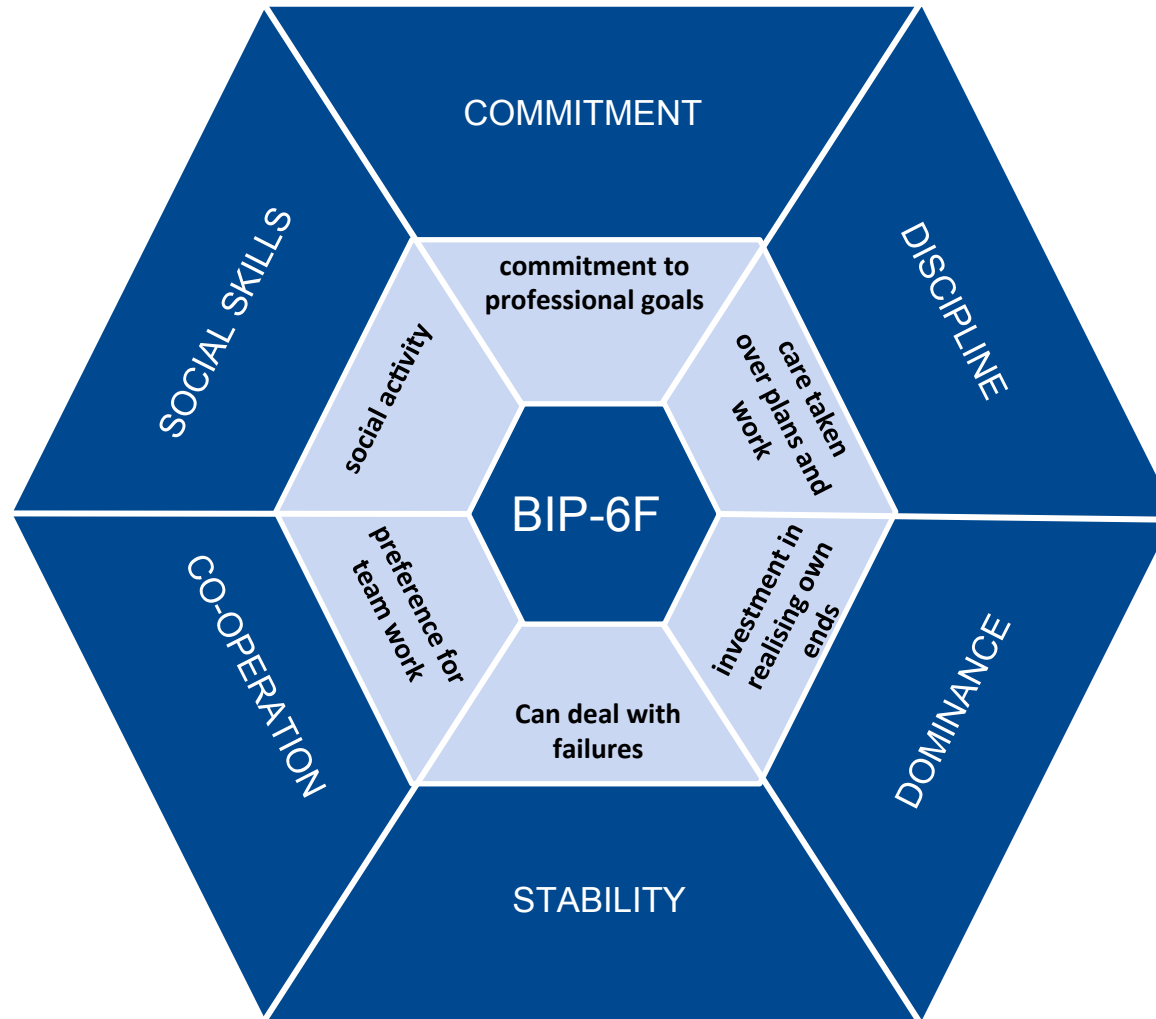 COMMITMENT
commitment to
professional goals
DISCIPLINE
care taken
over plans and
work
DOMINANCE
investment in
realising own
ends
STABILITY
Can deal with
failures
CO-OPERATION
preference for
team work
SOCIAL SKILLS
social activity
BIP-6F